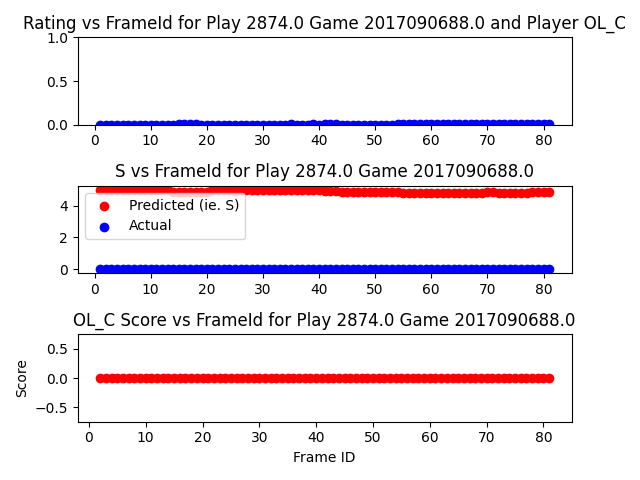 Rating vs FrameId for Play 2874.0 Game 2017090688.0 and Player OL_C
1.0
0.5
0.0
0 10 20 30 40 50 60 70 80
S vs FrameId for Play 2874.0 Game 2017090688.0
4
2
0
Predicted (ie. S)
Actual
0 10 20 30 40 50 60 70 80
OL_C Score vs FrameId for Play 2874.0 Game 2017090688.0
Score
0.5
0.0
−0.5
0 10 20 30 40 50 60 70 80
Frame ID